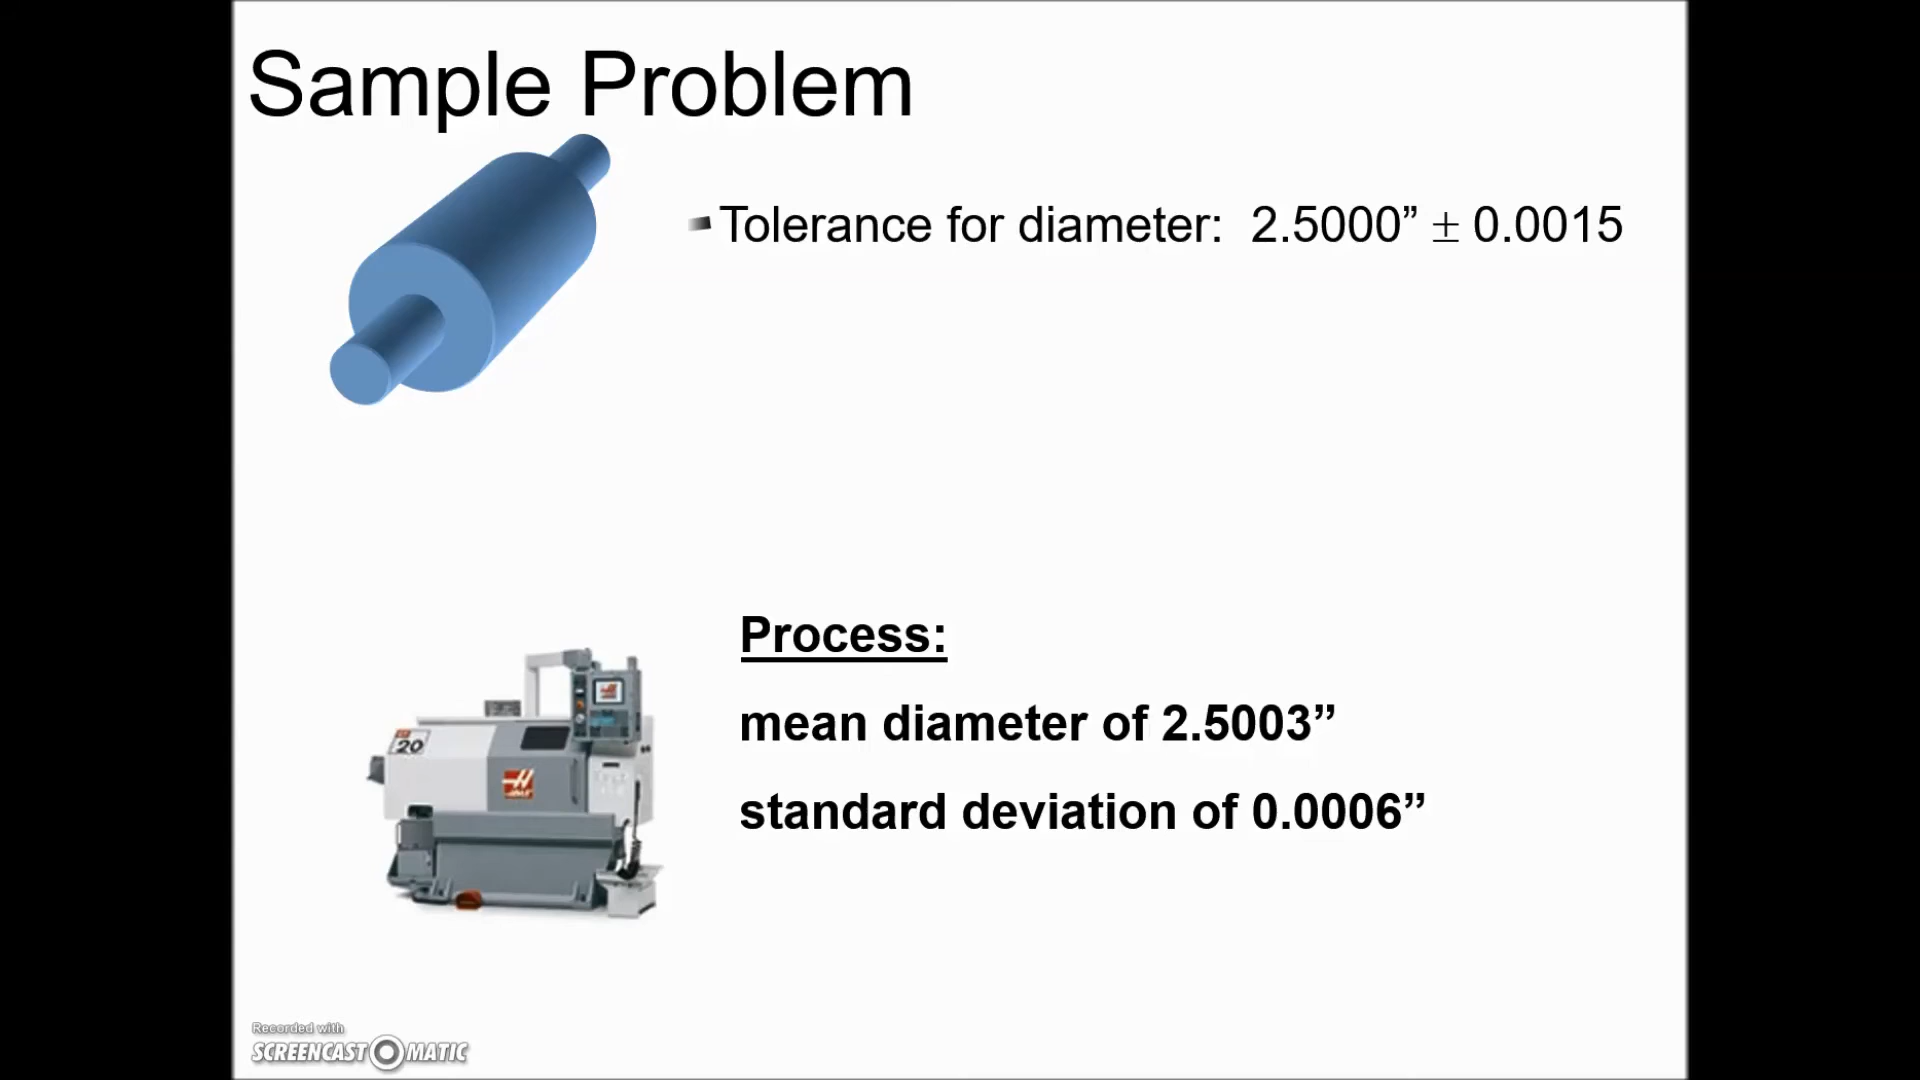 Sample Problem
Tolerance for diameter: 2.5000” ± 0.0015
Process:
mean diameter of 2.5003”
20
standard deviation of 0.0006”
Recorded with
SCREENCAST MATIC